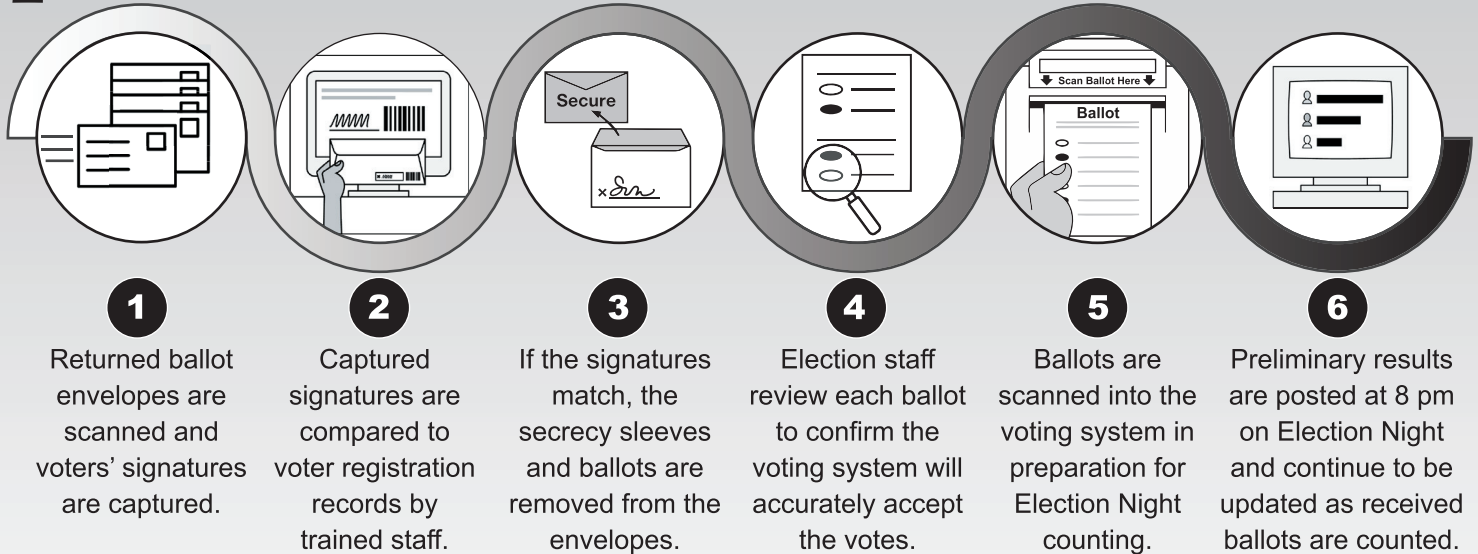 Secure
Scan Ballot Here
Ballot
1
Returned ballot
envelopes are
scanned and
voters’ signatures
are captured.
2
Captured
signatures are
compared to
voter registration
records by
trained staff.
3
If the signatures
match, the
secrecy sleeves
and ballots are
removed from the
envelopes.
4
Election staff
review each ballot
to confirm the
voting system will
accurately accept
the votes.
5
Ballots are
scanned into the
voting system in
preparation for
Election Night
counting.
6
Preliminary results
are posted at 8 pm
on Election Night
and continue to be
updated as received
ballots are counted.